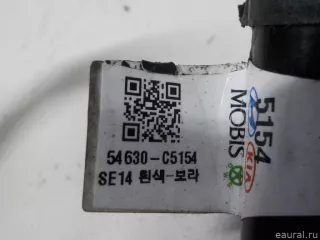 54630-C5154
SE14 흰색-보라
5154
KIA
MOBIS
© eaural.ru